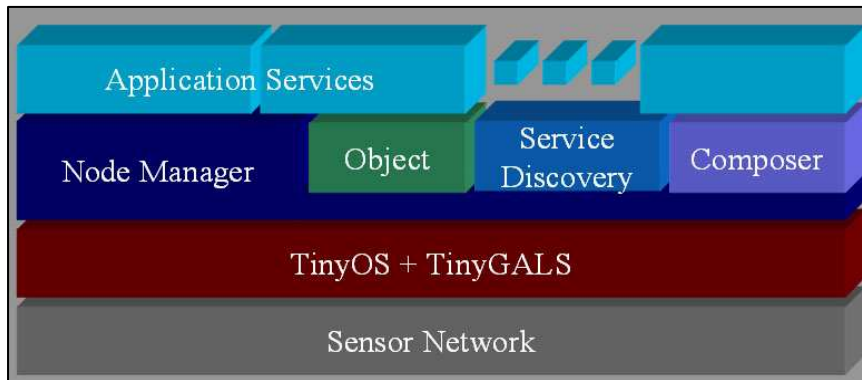 Application Services
Node Manager
Object
Service
Discovery
Composer
TinyOS + TinyGALS
Sensor Network